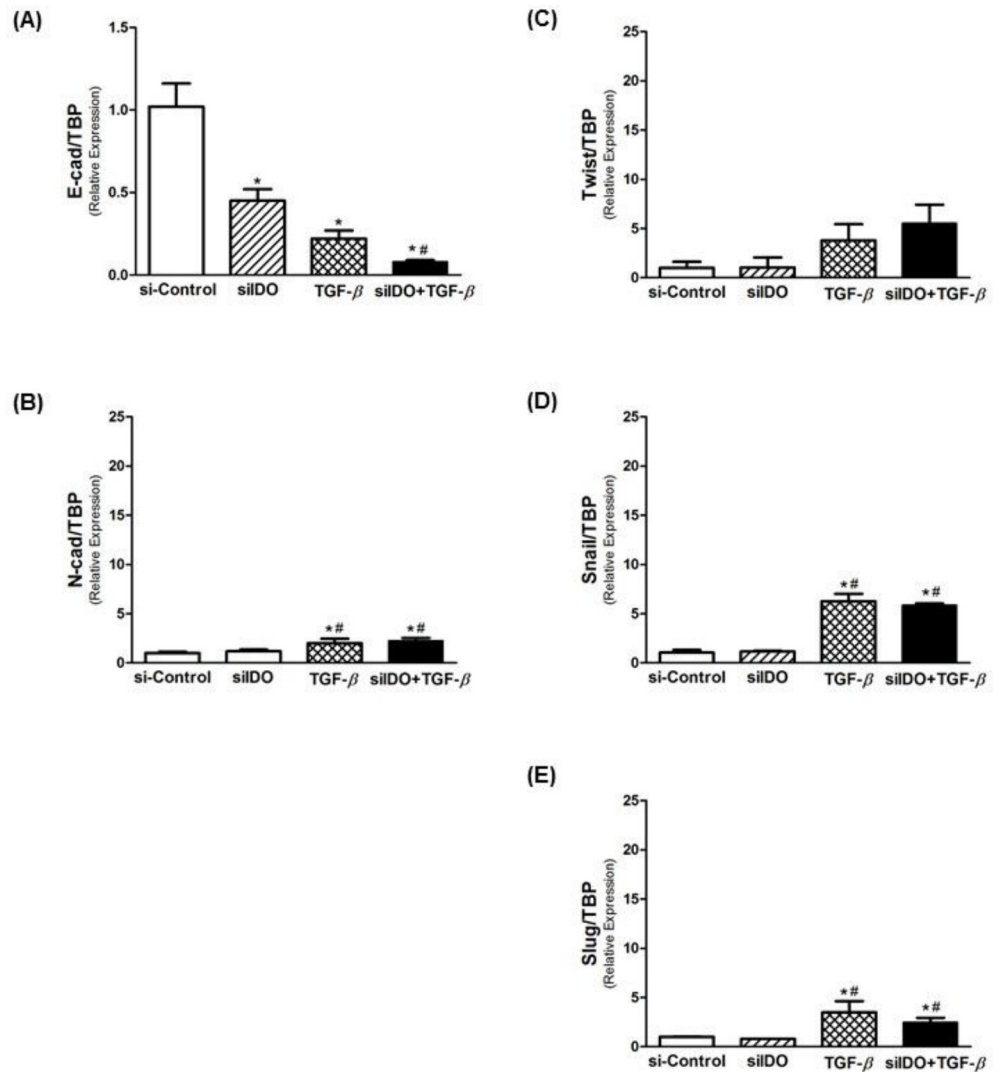 (A)
E-cad/TBP
(Relative Expression)
1.5
1.0
0.5
0.0
*
*
*#
si-Control siIDO TGF-β siIDO+TGF-β
(B)
N-cad/TBP
(Relative Expression)
25
20
15
10
5
0
*# *#
si-Control siIDO TGF-β siIDO+TGF-β
(C)
Twist/TBP
(Relative Expression)
25
20
15
10
5
0
si-Control siIDO TGF-β siIDO+TGF-β
(D)
Snail/TBP
(Relative Expression)
25
20
15
10
5
0
*# *#
si-Control siIDO TGF-β siIDO+TGF-β
(E)
Slug/TBP
(Relative Expression)
25
20
15
10
5
0
*# *#
si-Control siIDO TGF-β siIDO+TGF-β